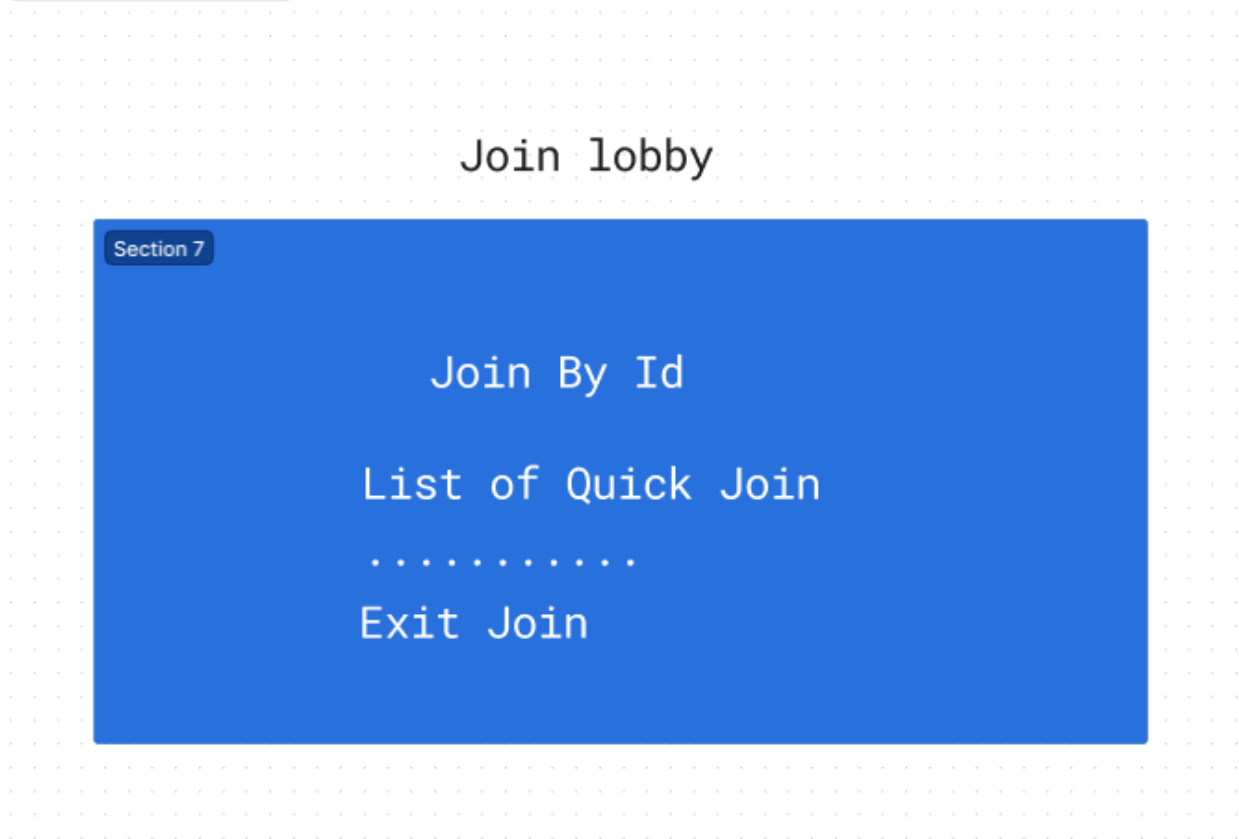 Join lobby
Section 7
Join By Id
List of Quick Join
...........
Exit Join